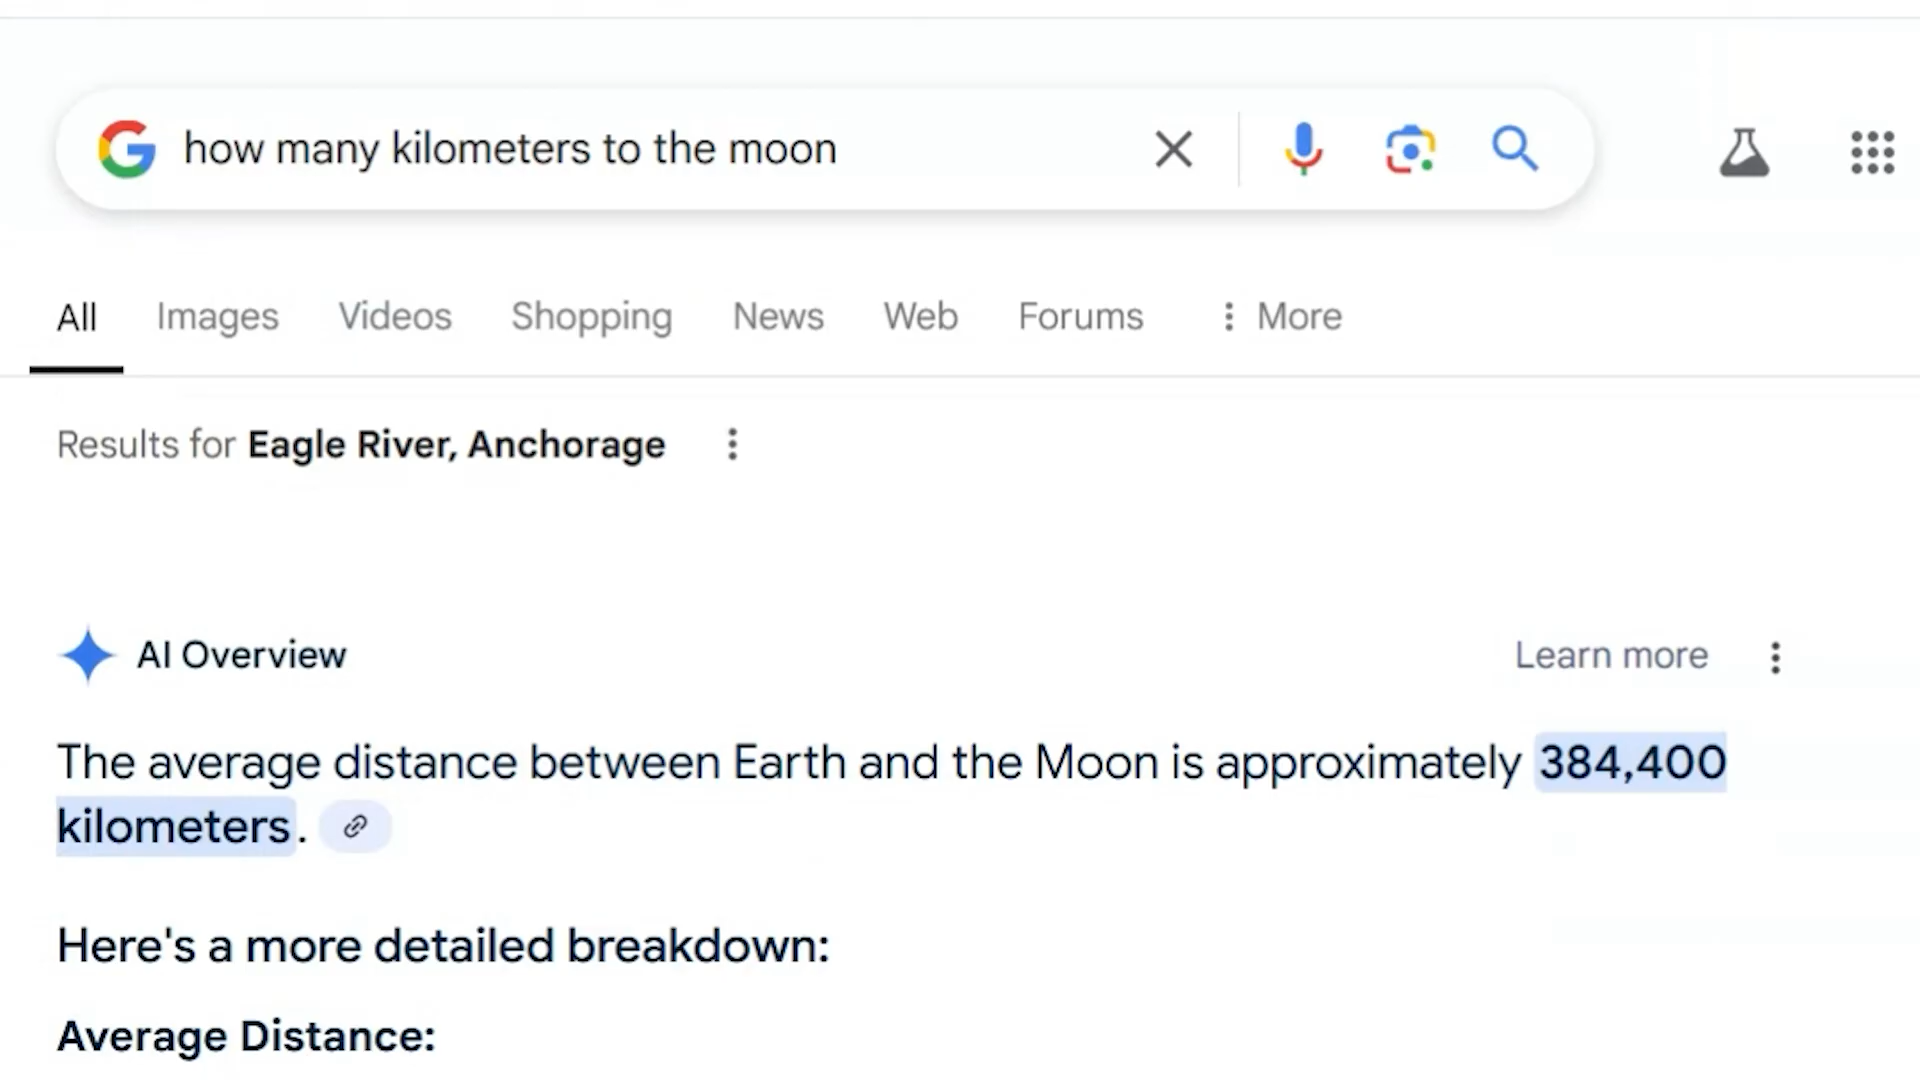 how many kilometers to the moon
All Images Videos Shopping News Web Forums More
Results for Eagle River, Anchorage
AI Overview Learn more
The average distance between Earth and the Moon is approximately 384,400
kilometers.
Here's a more detailed breakdown:
Average Distance: